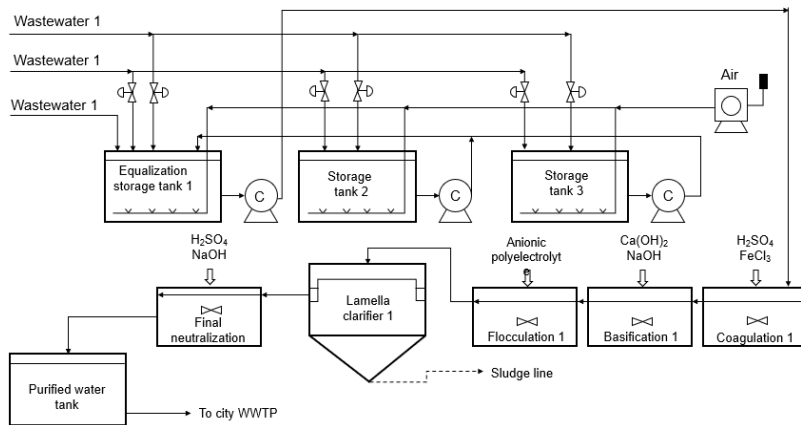 Wastewater 1
Wastewater 1
Air
Wastewater 1
Equalization
storage tank 1
C
Storage
tank 2
C
Storage
tank 3
C
H₂SO₄
NaOH
Anionic
polyelectrolyt
e
Ca(OH)₂
NaOH
H₂SO₄
FeCl₃
Lamella
clarifier 1
Final
neutralization
Flocculation 1
Basification 1
Coagulation 1
Sludge line
Purified water
tank
To city WWTP